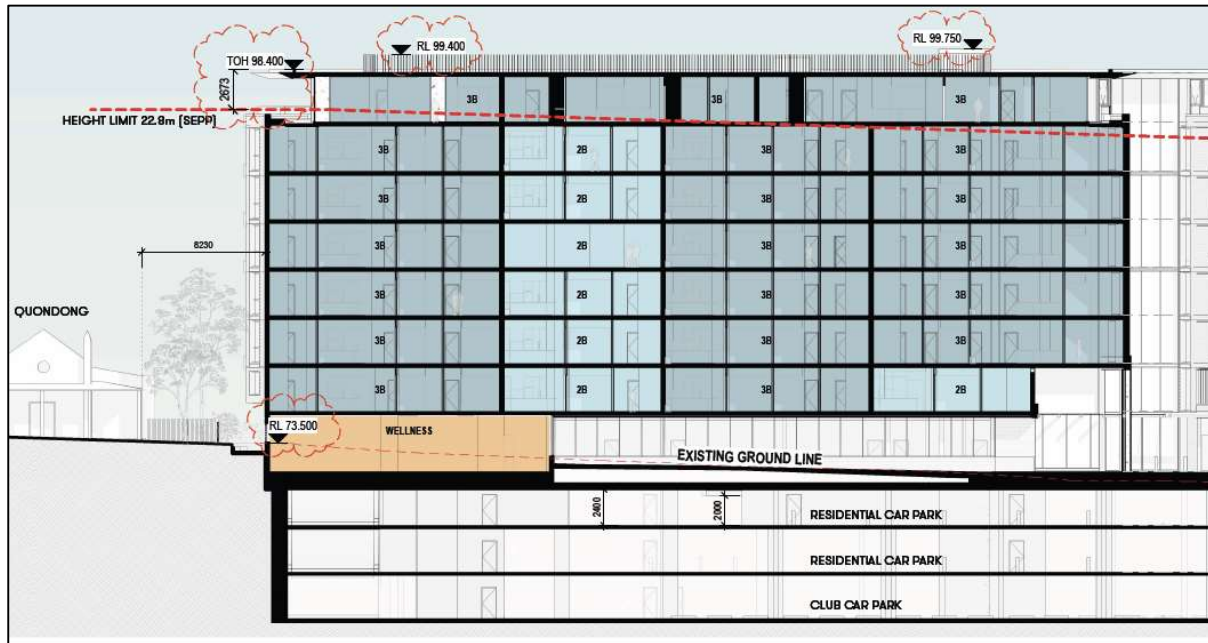 RL 99.400
RL 99.750
TOH 98.400
2673
HEIGHT LIMIT 22.8m (SEPP)
3B
3B
3B
3B
2B
3B
3B
3B
2B
3B
3B
3B
2B
3B
3B
8230
3B
2B
3B
3B
QUONDONG
3B
2B
3B
3B
3B
2B
3B
2B
RL 73.500
WELLNESS
EXISTING GROUND LINE
2400
2000
RESIDENTIAL CAR PARK
RESIDENTIAL CAR PARK
CLUB CAR PARK